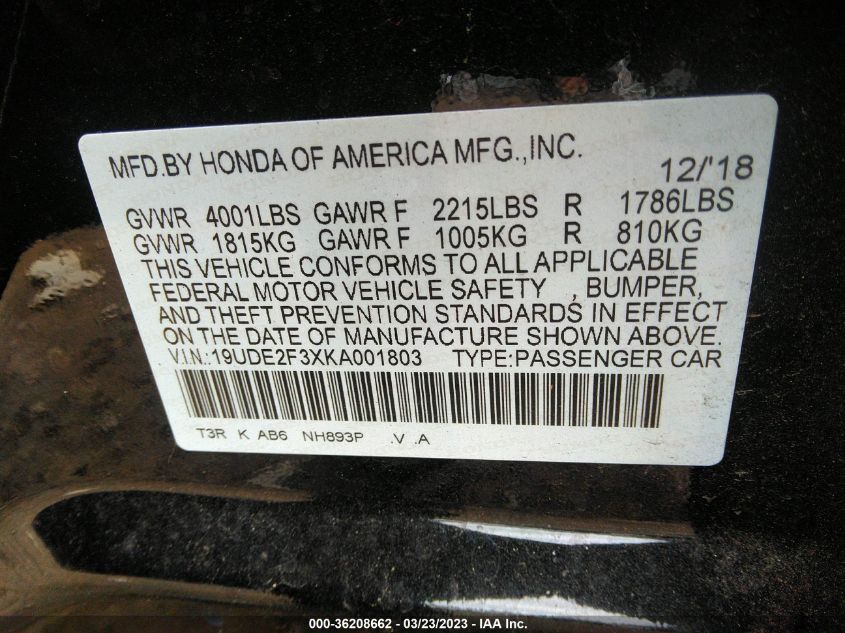 MFD.BY HONDA OF AMERICA MFG.,INC. 12/'18
GVWR 4001LBS GAWR F 2215LBS R 1786LBS
GVWR 1815KG GAWR F 1005KG R 810KG
THIS VEHICLE CONFORMS TO ALL APPLICABLE
FEDERAL MOTOR VEHICLE SAFETY , BUMPER,
AND THEFT PREVENTION STANDARDS IN EFFECT
ON THE DATE OF MANUFACTURE SHOWN ABOVE.
V.I.N.:19UDE2F3XKA001803 TYPE:PASSENGER CAR
T3R K AB6 NH893P .V .A
000-36208662 - 03/23/2023 - IAA Inc.